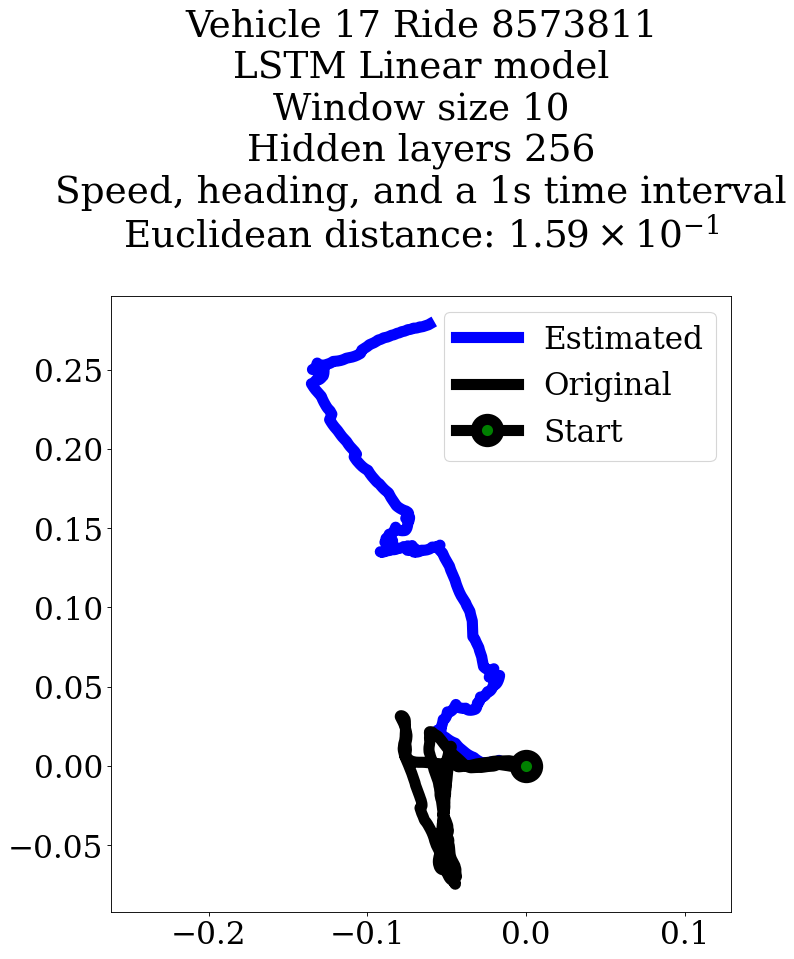 Vehicle 17 Ride 8573811
LSTM Linear model
Window size 10
Hidden layers 256
Speed, heading, and a 1s time interval
Euclidean distance: 1.59 × 10⁻¹
Estimated
Original
Start
0.25
0.20
0.15
0.10
0.05
0.00
−0.05
−0.2 −0.1 0.0 0.1